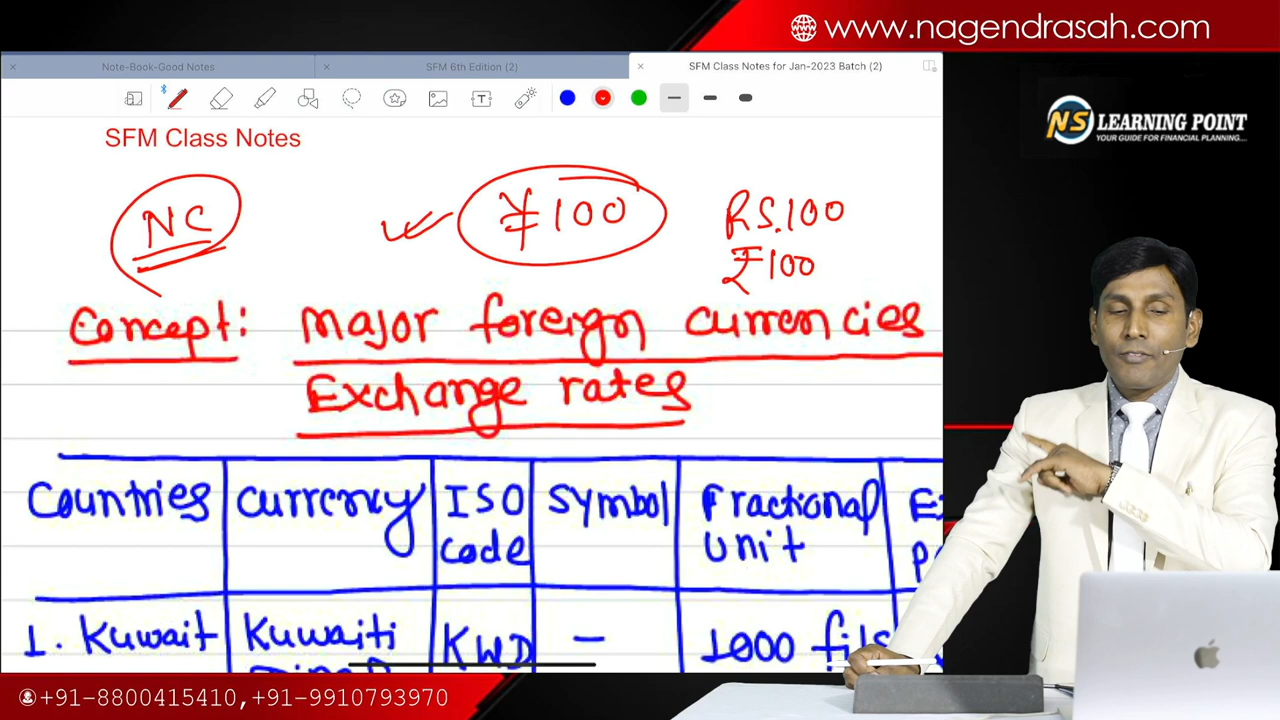 www.nagendrasah.com
Note-Book-Good Notes
SFM 6th Edition (2)
SFM Class Notes for Jan-2023 Batch (2)
NS LEARNING POINT
YOUR GUIDE FOR FINANCIAL PLANNING....
SFM Class Notes
NC
¥100
RS.100
₹100
Concept: Major foreign currencies
Exchange rates
Countries Currency ISO Symbol Fractional
code unit
1. Kuwait Kuwaiti KWD – 1000 fils
+91-8800415410,+91-9910793970